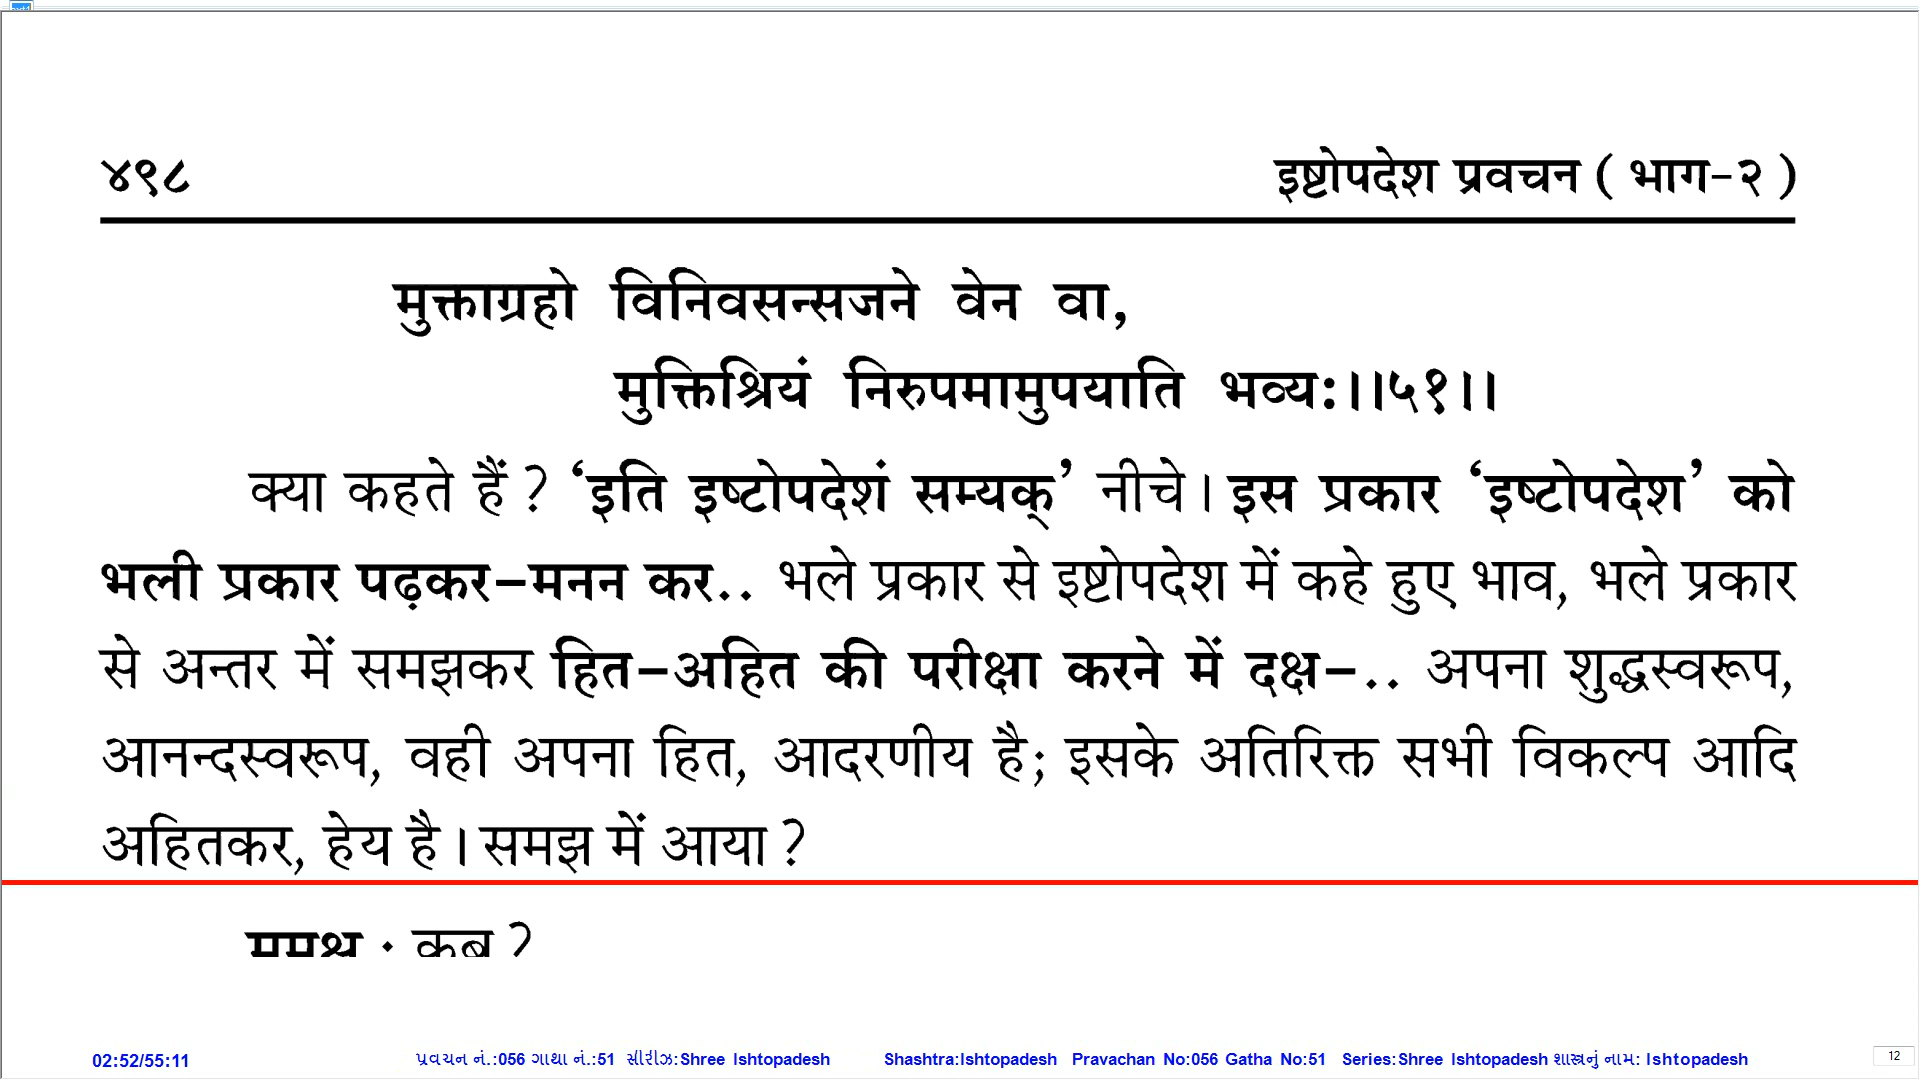 ४९८ इष्टोपदेश प्रवचन ( भाग-२ )
मुक्ताग्रहो विनिवसन्सजने वेन वा,
मुक्तिश्रियं निरुपमामुपयाति भव्य:।।५१।।
क्या कहते हैं ? ‘इति इष्टोपदेशं सम्यक्’ नीचे। इस प्रकार ‘इष्टोपदेश’ को
भली प्रकार पढ़कर-मनन कर.. भले प्रकार से इष्टोपदेश में कहे हुए भाव, भले प्रकार
से अन्तर में समझकर हित-अहित की परीक्षा करने में दक्ष-.. अपना शुद्धस्वरूप,
आनन्दस्वरूप, वही अपना हित, आदरणीय है; इसके अतिरिक्त सभी विकल्प आदि
अहितकर, हेय है। समझ में आया ?
मुमुक्षु : कब ?
02:52/55:11 પ્રવચન નં.:056 ગાથા નં.:51 સીરીઝ:Shree Ishtopadesh Shashtra:Ishtopadesh Pravachan No:056 Gatha No:51 Series:Shree Ishtopadesh શાસ્ત્રનું નામ: Ishtopadesh 12